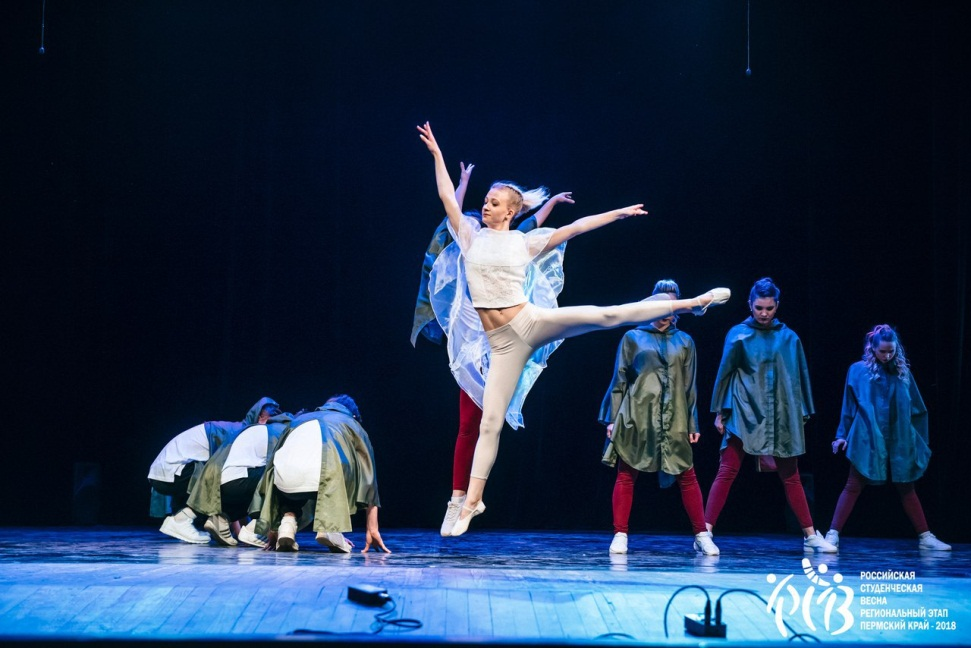 РОССИЙСКАЯ
СТУДЕНЧЕСКАЯ
ВЕСНА
РЕГИОНАЛЬНЫЙ ЭТАП
ПЕРМСКИЙ КРАЙ - 2018